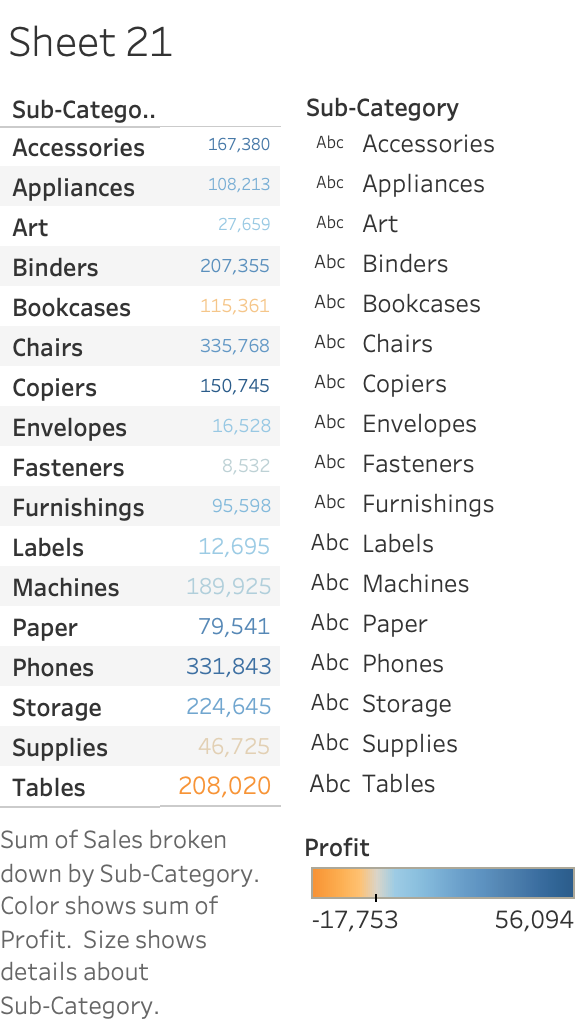 Sheet 21
Sub-Catego..
Accessories 167,380
Appliances 108,213
Art 27,659
Binders 207,355
Bookcases 115,361
Chairs 335,768
Copiers 150,745
Envelopes 16,528
Fasteners 8,532
Furnishings 95,598
Labels 12,695
Machines 189,925
Paper 79,541
Phones 331,843
Storage 224,645
Supplies 46,725
Tables 208,020
Sum of Sales broken
down by Sub-Category.
Color shows sum of
Profit. Size shows
details about
Sub-Category.
Sub-Category
Abc Accessories
Abc Appliances
Abc Art
Abc Binders
Abc Bookcases
Abc Chairs
Abc Copiers
Abc Envelopes
Abc Fasteners
Abc Furnishings
Abc Labels
Abc Machines
Abc Paper
Abc Phones
Abc Storage
Abc Supplies
Abc Tables
Profit
-17,753 56,094